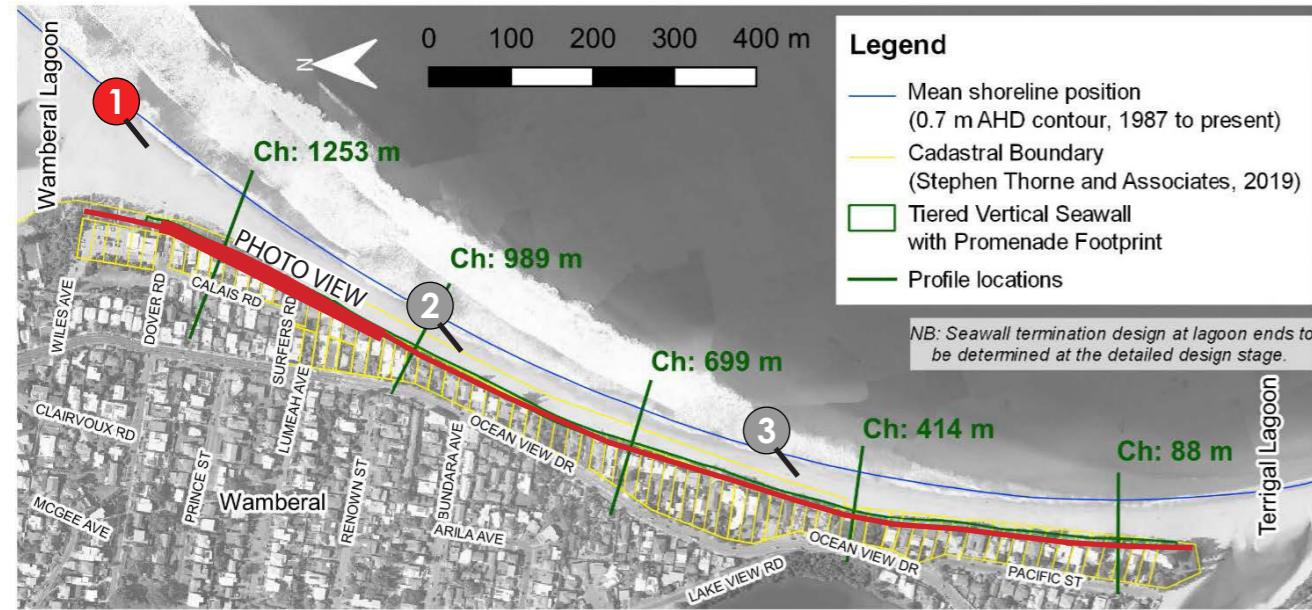 Wamberal Lagoon
1
N
0 100 200 300 400 m
Legend
Mean shoreline position
(0.7 m AHD contour, 1987 to present)
Cadastral Boundary
(Stephen Thorne and Associates, 2019)
Tiered Vertical Seawall
with Promenade Footprint
Profile locations
NB: Seawall termination design at lagoon ends to
be determined at the detailed design stage.
Ch: 1253 m
PHOTO VIEW
Ch: 989 m
2
Ch: 699 m
3
Ch: 414 m
Ch: 88 m
Terrigal Lagoon
WILES AVE
DOVER RD
CALAIS RD
SURFERS RD
CLAIRVOUX RD
PRINCE ST
LUMEAH AVE
MCGEE AVE
Wamberal
RENOWN ST
BUNDARA AVE
OCEAN VIEW DR
ARILA AVE
LAKE VIEW RD
OCEAN VIEW DR
PACIFIC ST